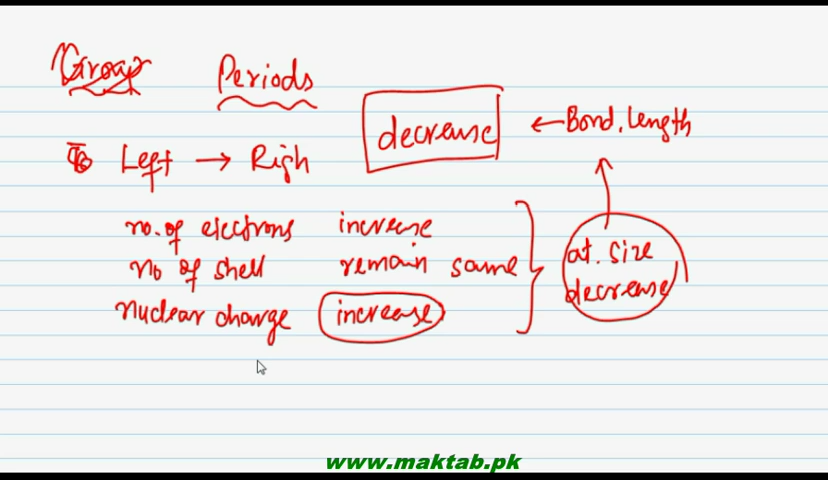 Group Periods
decrease ← Bond. Length
Left → Righ
no. of electrons increase
no of shell remain same
nuclear charge increase
at. size
decrease
www.maktab.pk